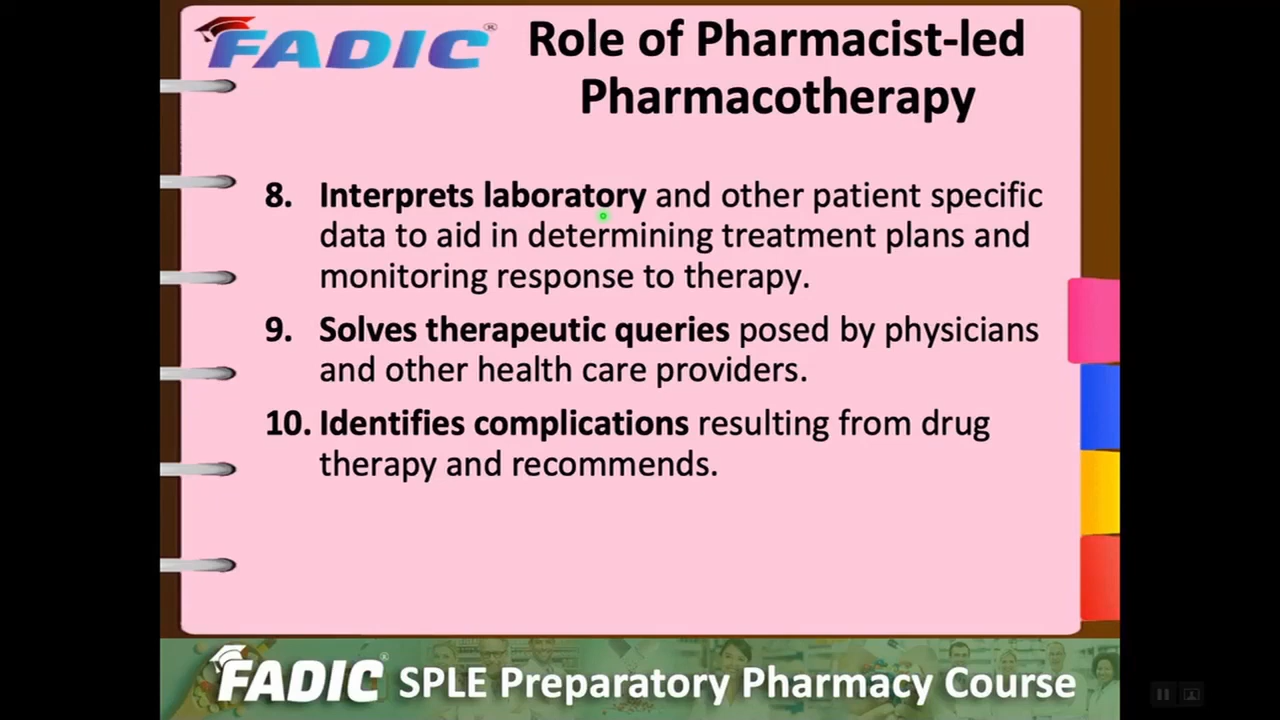 FADIC®
Role of Pharmacist-led
Pharmacotherapy
8. Interprets laboratory and other patient specific
data to aid in determining treatment plans and
monitoring response to therapy.
9. Solves therapeutic queries posed by physicians
and other health care providers.
10. Identifies complications resulting from drug
therapy and recommends.
FADIC® SPLE Preparatory Pharmacy Course